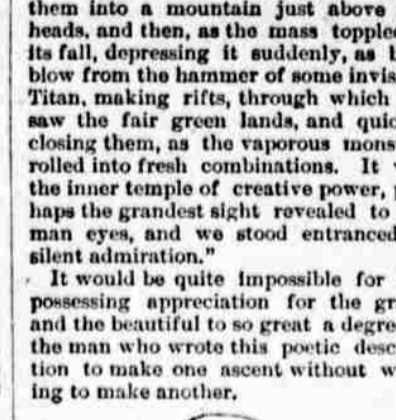 them into a mountain just above
heads, and then, as the mass topple
its fall, depressing it suddenly, as
blow from the hammer of some invis
Titan, making rifts, through which
saw the fair green lands, and quic
closing them, as the vaporous mons
rolled into fresh combinations. It
the inner temple of creative power,
haps the grandest sight revealed to
man eyes, and we stood entranced
silent admiration."
It would be quite impossible for
possessing appreciation for the gr
and the beautiful to so great a degre
the man who wrote this poetic desc
tion to make one ascent without w
ing to make another.